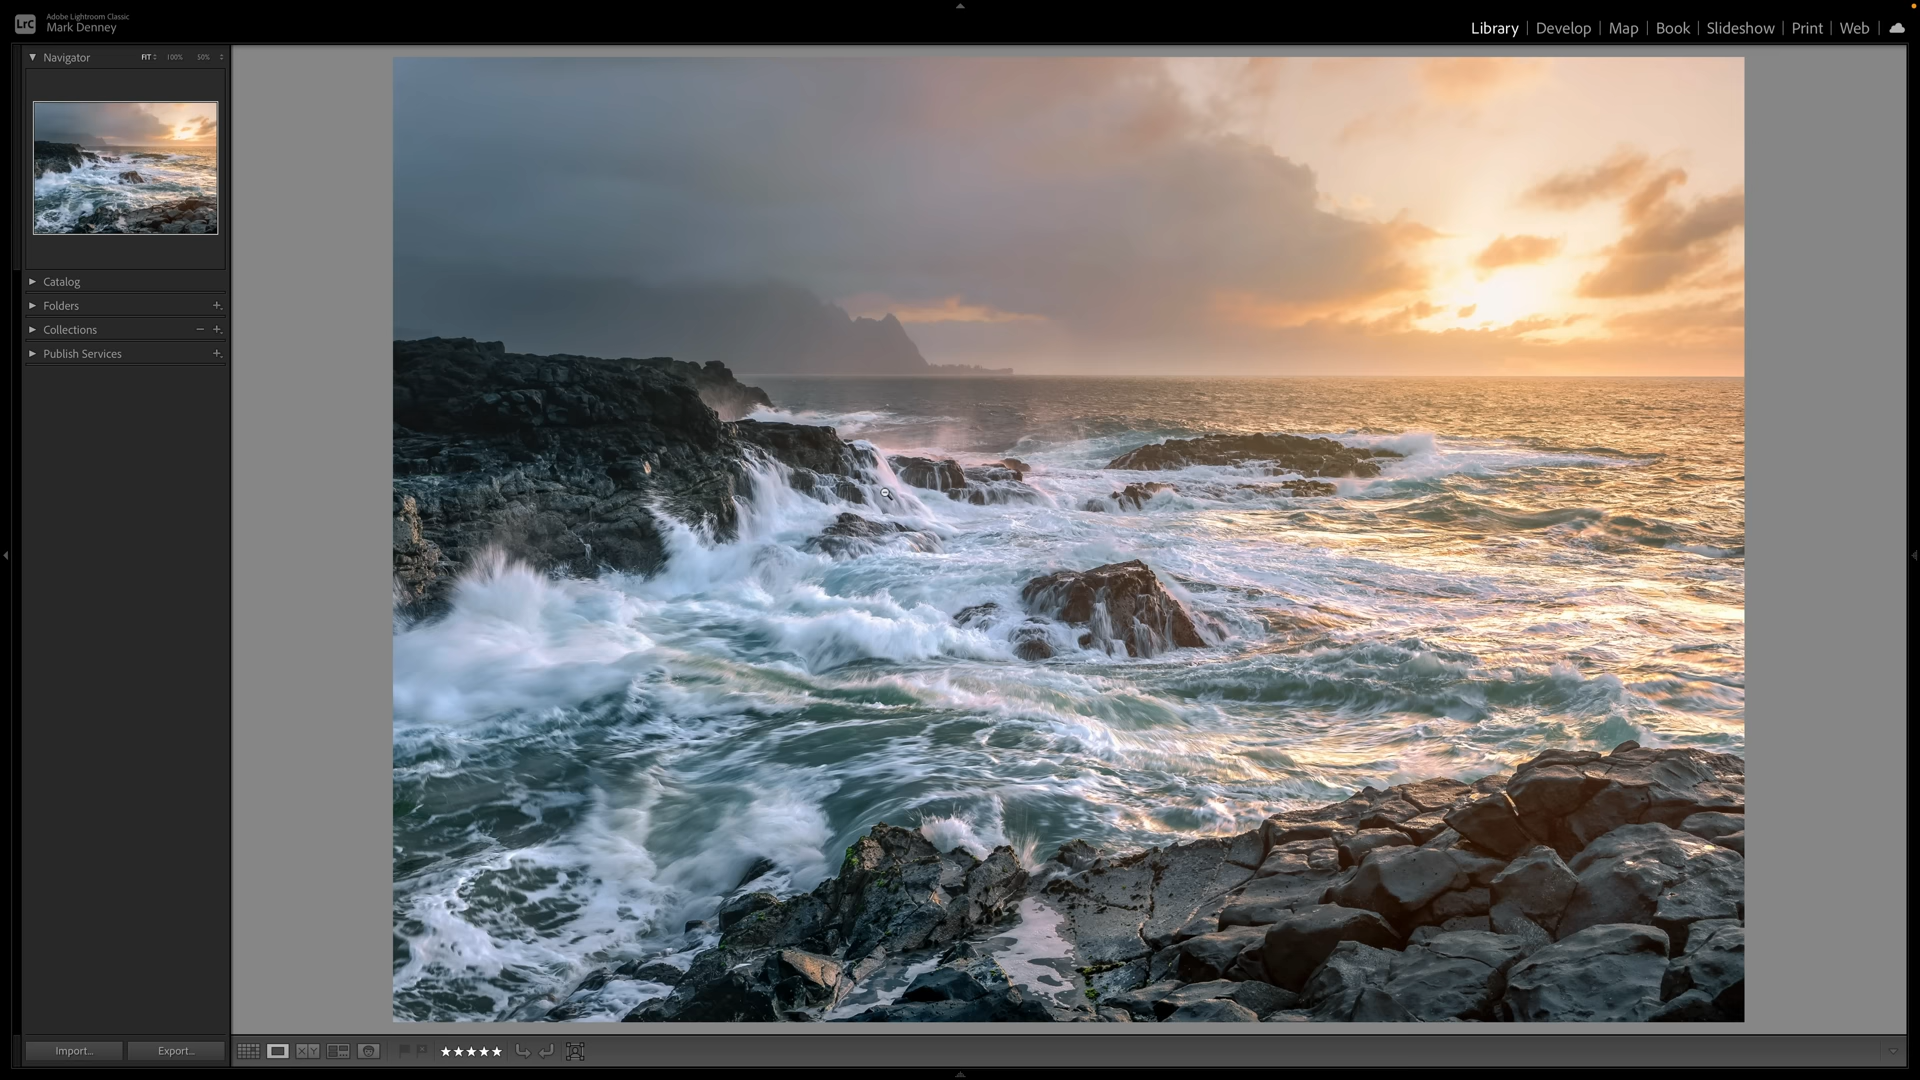 LrC
Adobe Lightroom Classic
Mark Denney
Library | Develop | Map | Book | Slideshow | Print | Web
Navigator FIT 100% 50%
Catalog
Folders
Collections
Publish Services
Import... Export...
XY